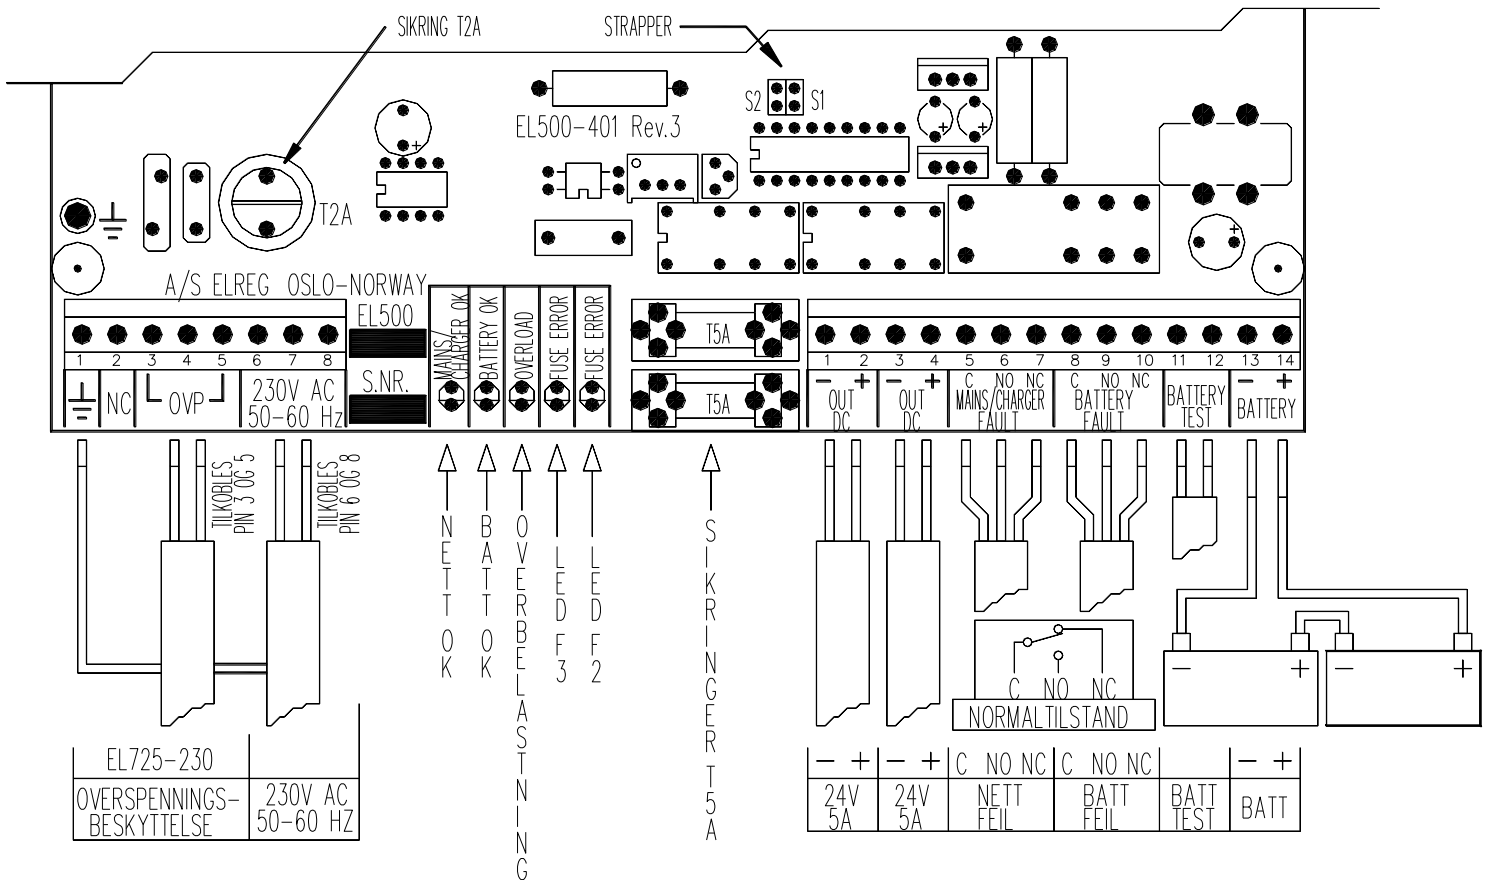 SIKRING T2A
STRAPPER
S2
S1
EL500-401 Rev.3
T2A
A/S ELREG OSLO-NORWAY
EL500
S.NR.
1 2 3 4 5 6 7 8
NC
OVP
230V AC
50-60 Hz
MAINS/
CHARGER OK
BATTERY OK
OVERLOAD
FUSE ERROR
FUSE ERROR
T5A
T5A
1 2 3 4 5 6 7 8 9 10 11 12 13 14
- +
OUT
DC
- +
OUT
DC
C NO NC
MAINS/CHARGER
FAULT
C NO NC
BATTERY
FAULT
BATTERY
TEST
- +
BATTERY
TILKOBLES
PIN 3 OG 5
TILKOBLES
PIN 6 OG 8
NETT OK
BATT OK
OVERBELASTNING
LED F3
LED F2
SIKRINGER T5A
C NO NC
NORMALTILSTAND
- +
- +
EL725-230
OVERSPENNINGS-
BESKYTTELSE
230V AC
50-60 HZ
- +
24V
5A
- +
24V
5A
C NO NC
NETT
FEIL
C NO NC
BATT
FEIL
BATT
TEST
- +
BATT